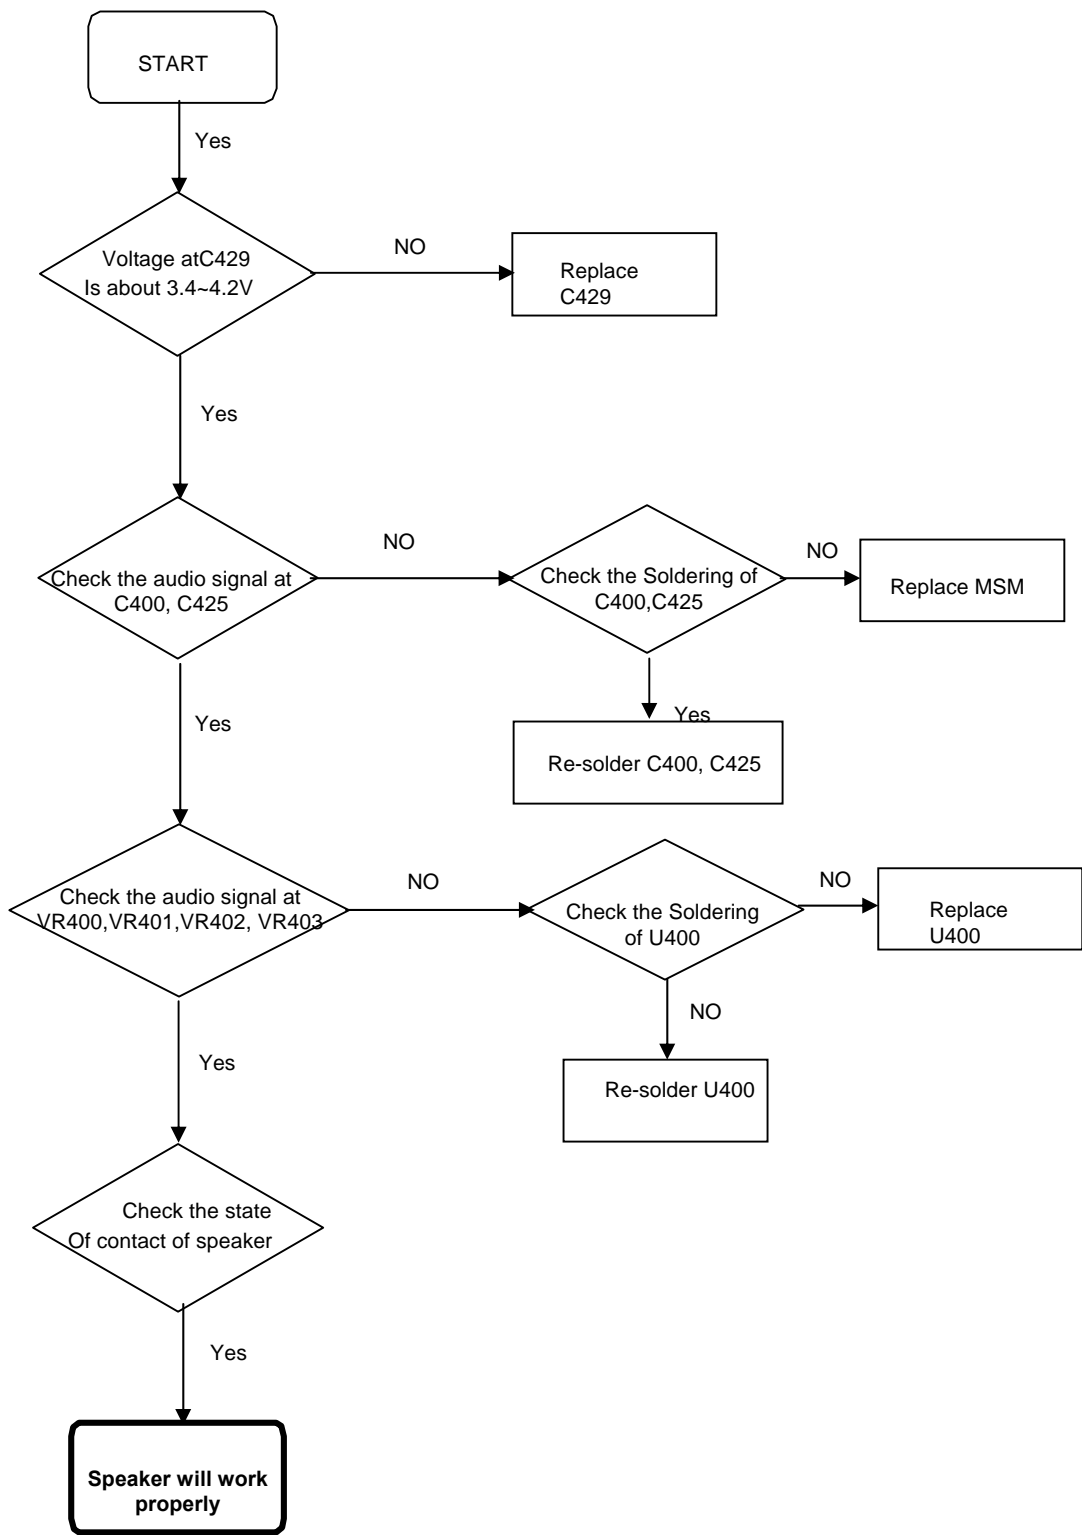 START
Yes
Voltage atC429
Is about 3.4~4.2V
NO
Replace
C429
Yes
Check the audio signal at
C400, C425
NO
Check the Soldering of
C400,C425
NO
Replace MSM
Yes
Re-solder C400, C425
Yes
Check the audio signal at
VR400,VR401,VR402, VR403
NO
Check the Soldering
of U400
NO
Replace
U400
NO
Re-solder U400
Yes
Check the state
Of contact of speaker
Yes
Speaker will work
properly